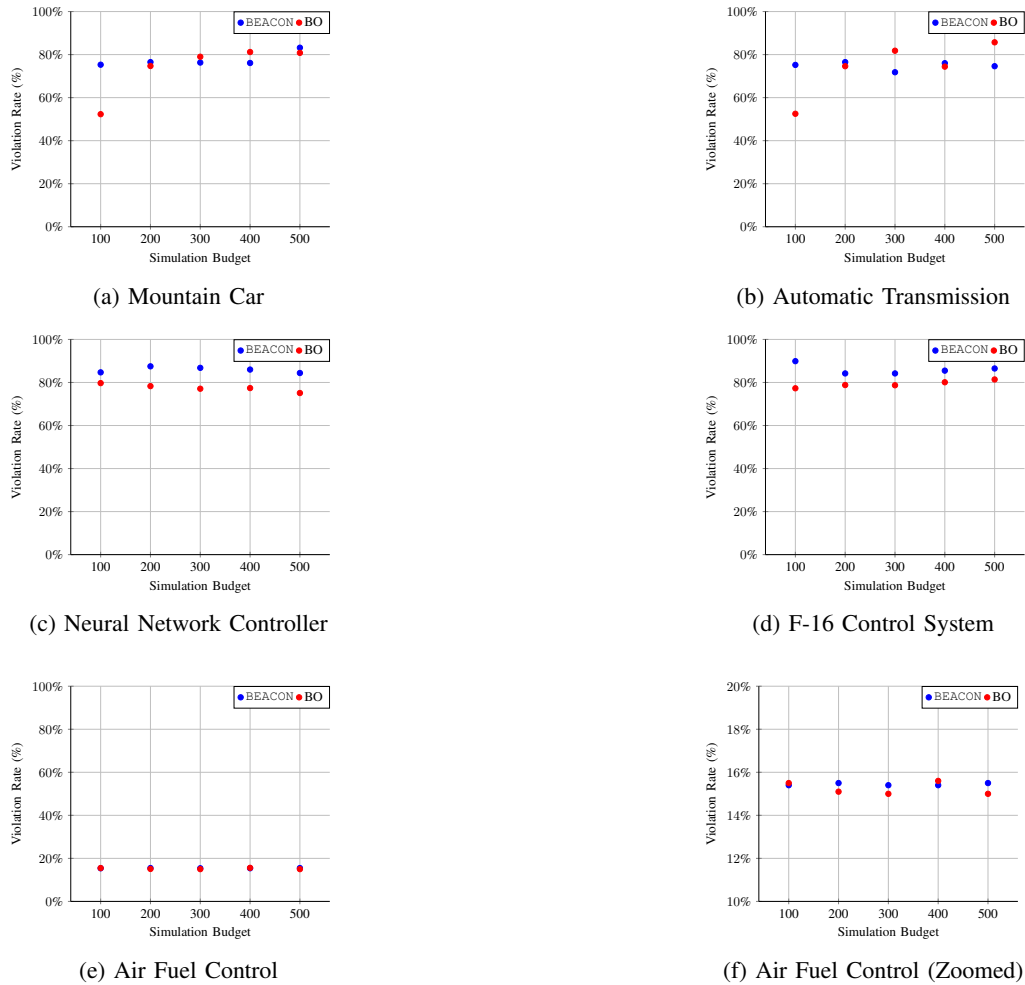 100%
80%
60%
40%
20%
0%
Violation Rate (%)
BEACON BO
100 200 300 400 500
Simulation Budget
(a) Mountain Car
100%
80%
60%
40%
20%
0%
Violation Rate (%)
BEACON BO
100 200 300 400 500
Simulation Budget
(b) Automatic Transmission
100%
80%
60%
40%
20%
0%
Violation Rate (%)
BEACON BO
100 200 300 400 500
Simulation Budget
(c) Neural Network Controller
100%
80%
60%
40%
20%
0%
Violation Rate (%)
BEACON BO
100 200 300 400 500
Simulation Budget
(d) F-16 Control System
100%
80%
60%
40%
20%
0%
Violation Rate (%)
BEACON BO
100 200 300 400 500
Simulation Budget
(e) Air Fuel Control
20%
18%
16%
14%
12%
10%
Violation Rate (%)
BEACON BO
100 200 300 400 500
Simulation Budget
(f) Air Fuel Control (Zoomed)